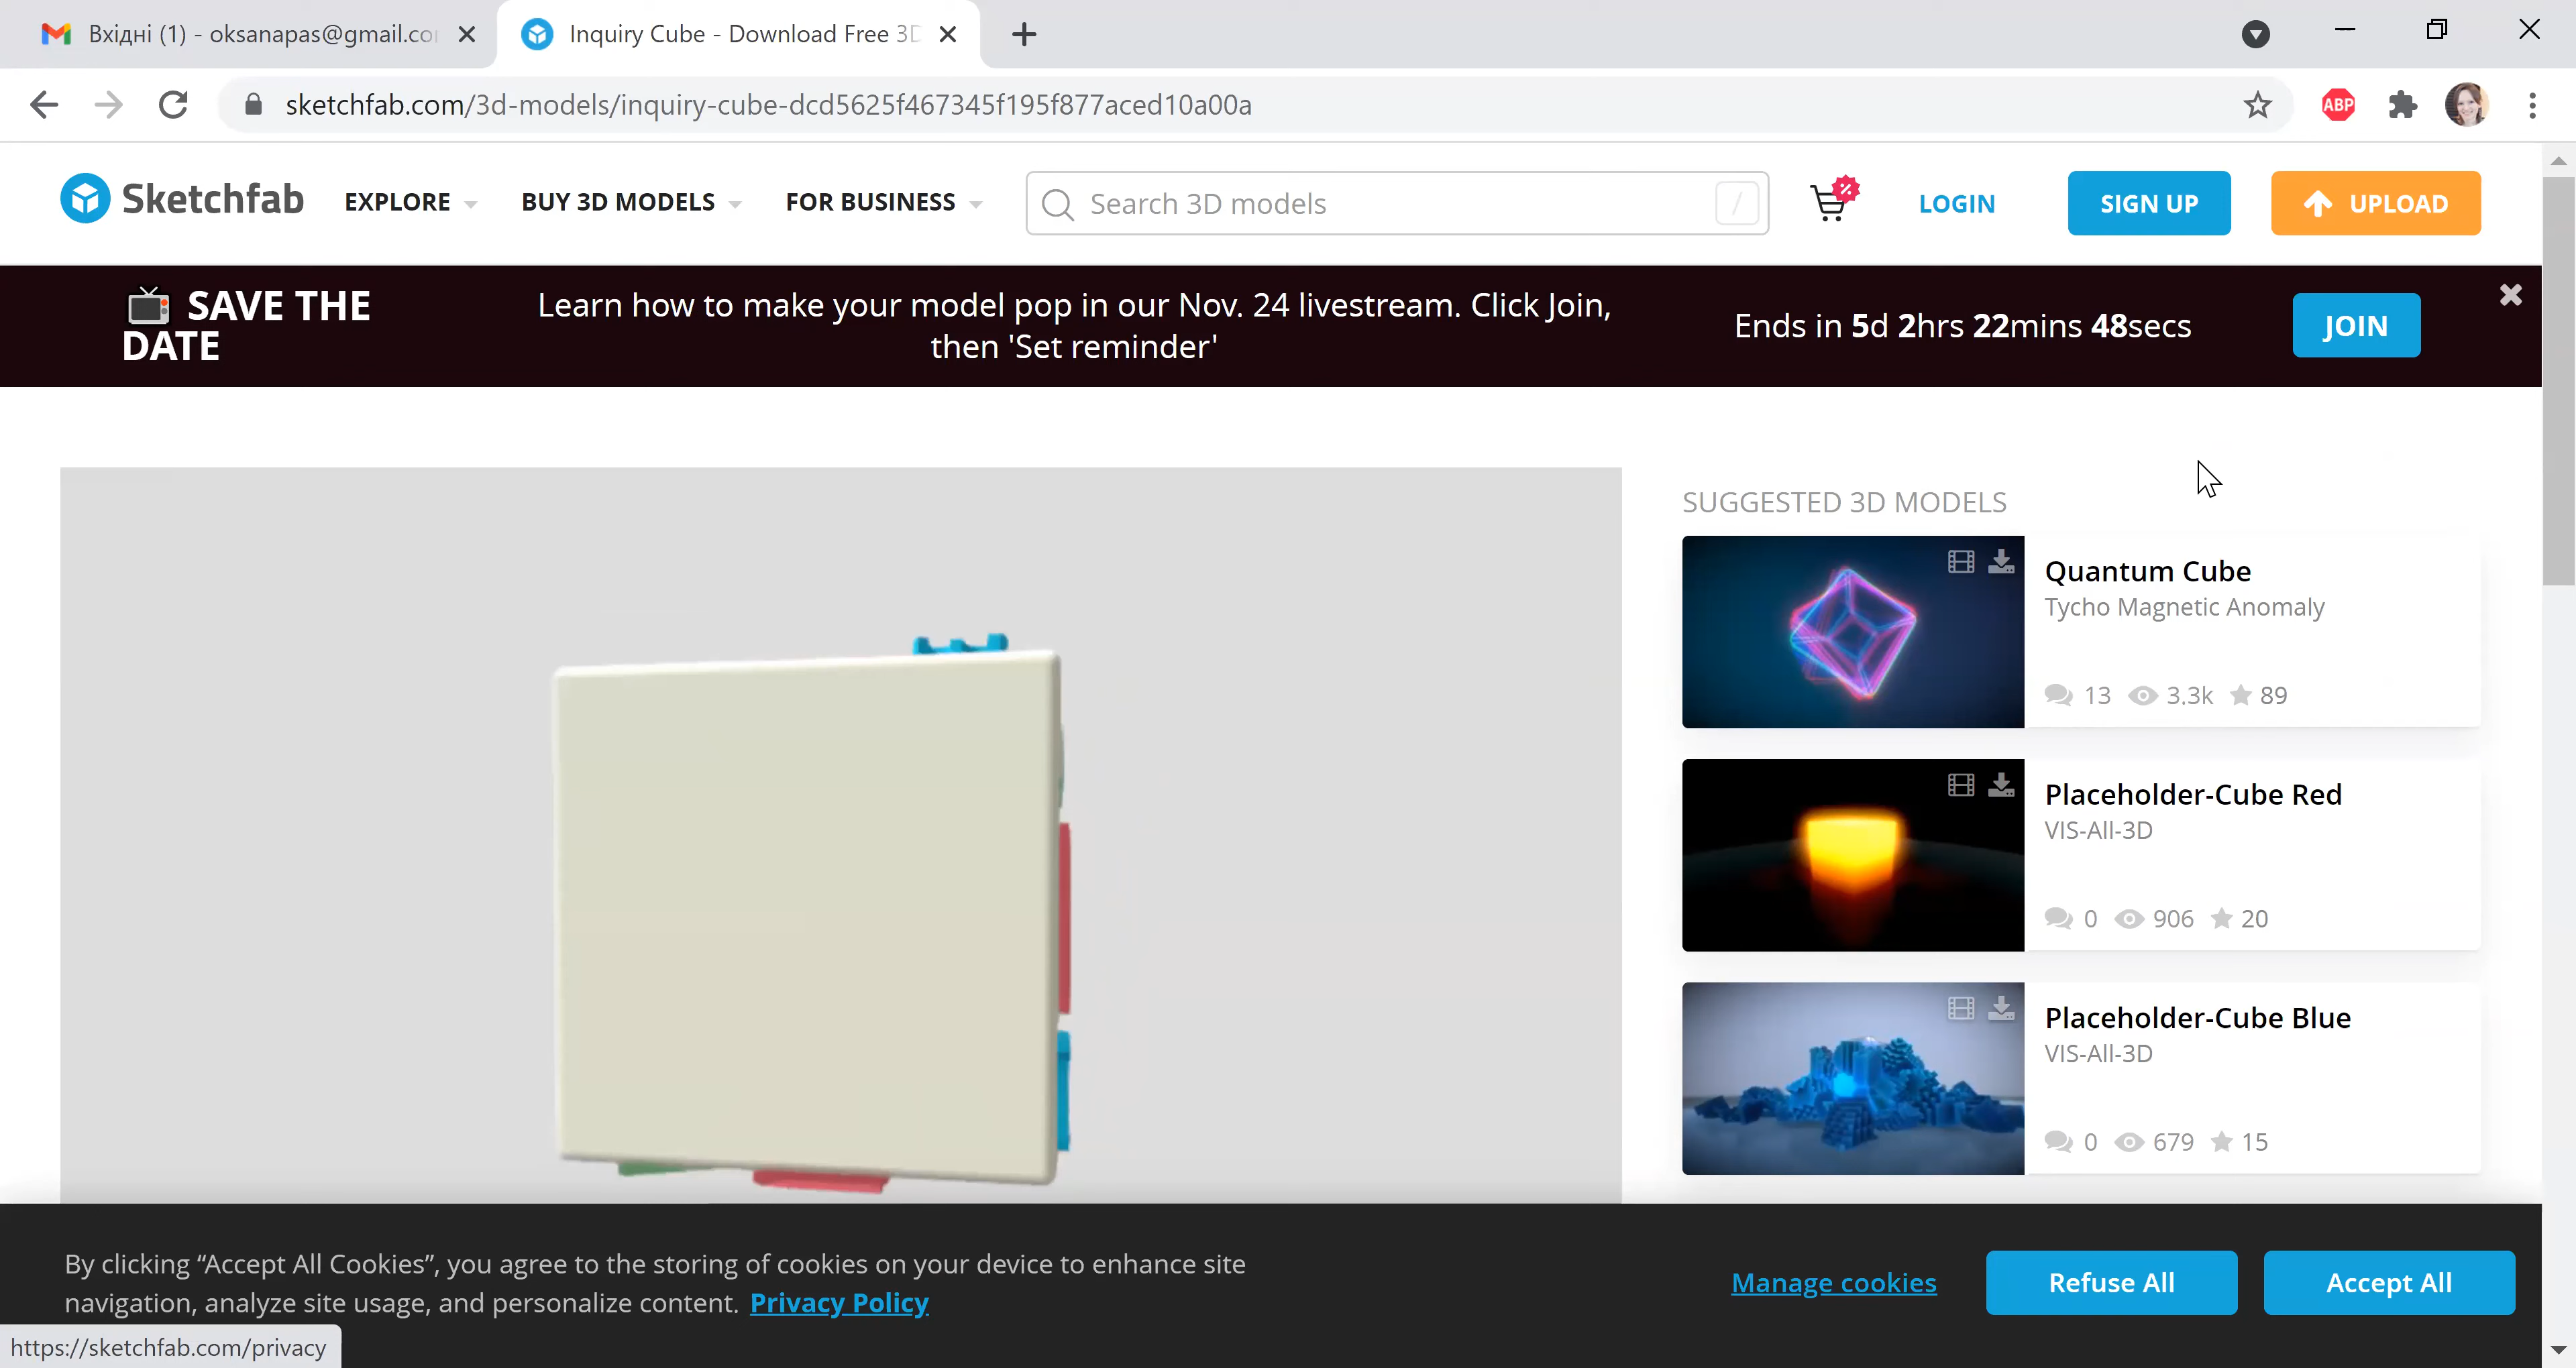 Вхідні (1) - oksanapas@gmail.co
Inquiry Cube - Download Free 3D
sketchfab.com/3d-models/inquiry-cube-dcd5625f467345f195f877aced10a00a
ABP
Sketchfab
EXPLORE
BUY 3D MODELS
FOR BUSINESS
Search 3D models
/
%
LOGIN
SIGN UP
UPLOAD
SAVE THE
DATE
Learn how to make your model pop in our Nov. 24 livestream. Click Join,
then 'Set reminder'
Ends in 5d 2hrs 22mins 48secs
JOIN
SUGGESTED 3D MODELS
Quantum Cube
Tycho Magnetic Anomaly
13 3.3k 89
Placeholder-Cube Red
VIS-All-3D
0 906 20
Placeholder-Cube Blue
VIS-All-3D
0 679 15
By clicking “Accept All Cookies”, you agree to the storing of cookies on your device to enhance site
navigation, analyze site usage, and personalize content. Privacy Policy
Manage cookies
Refuse All
Accept All
https://sketchfab.com/privacy